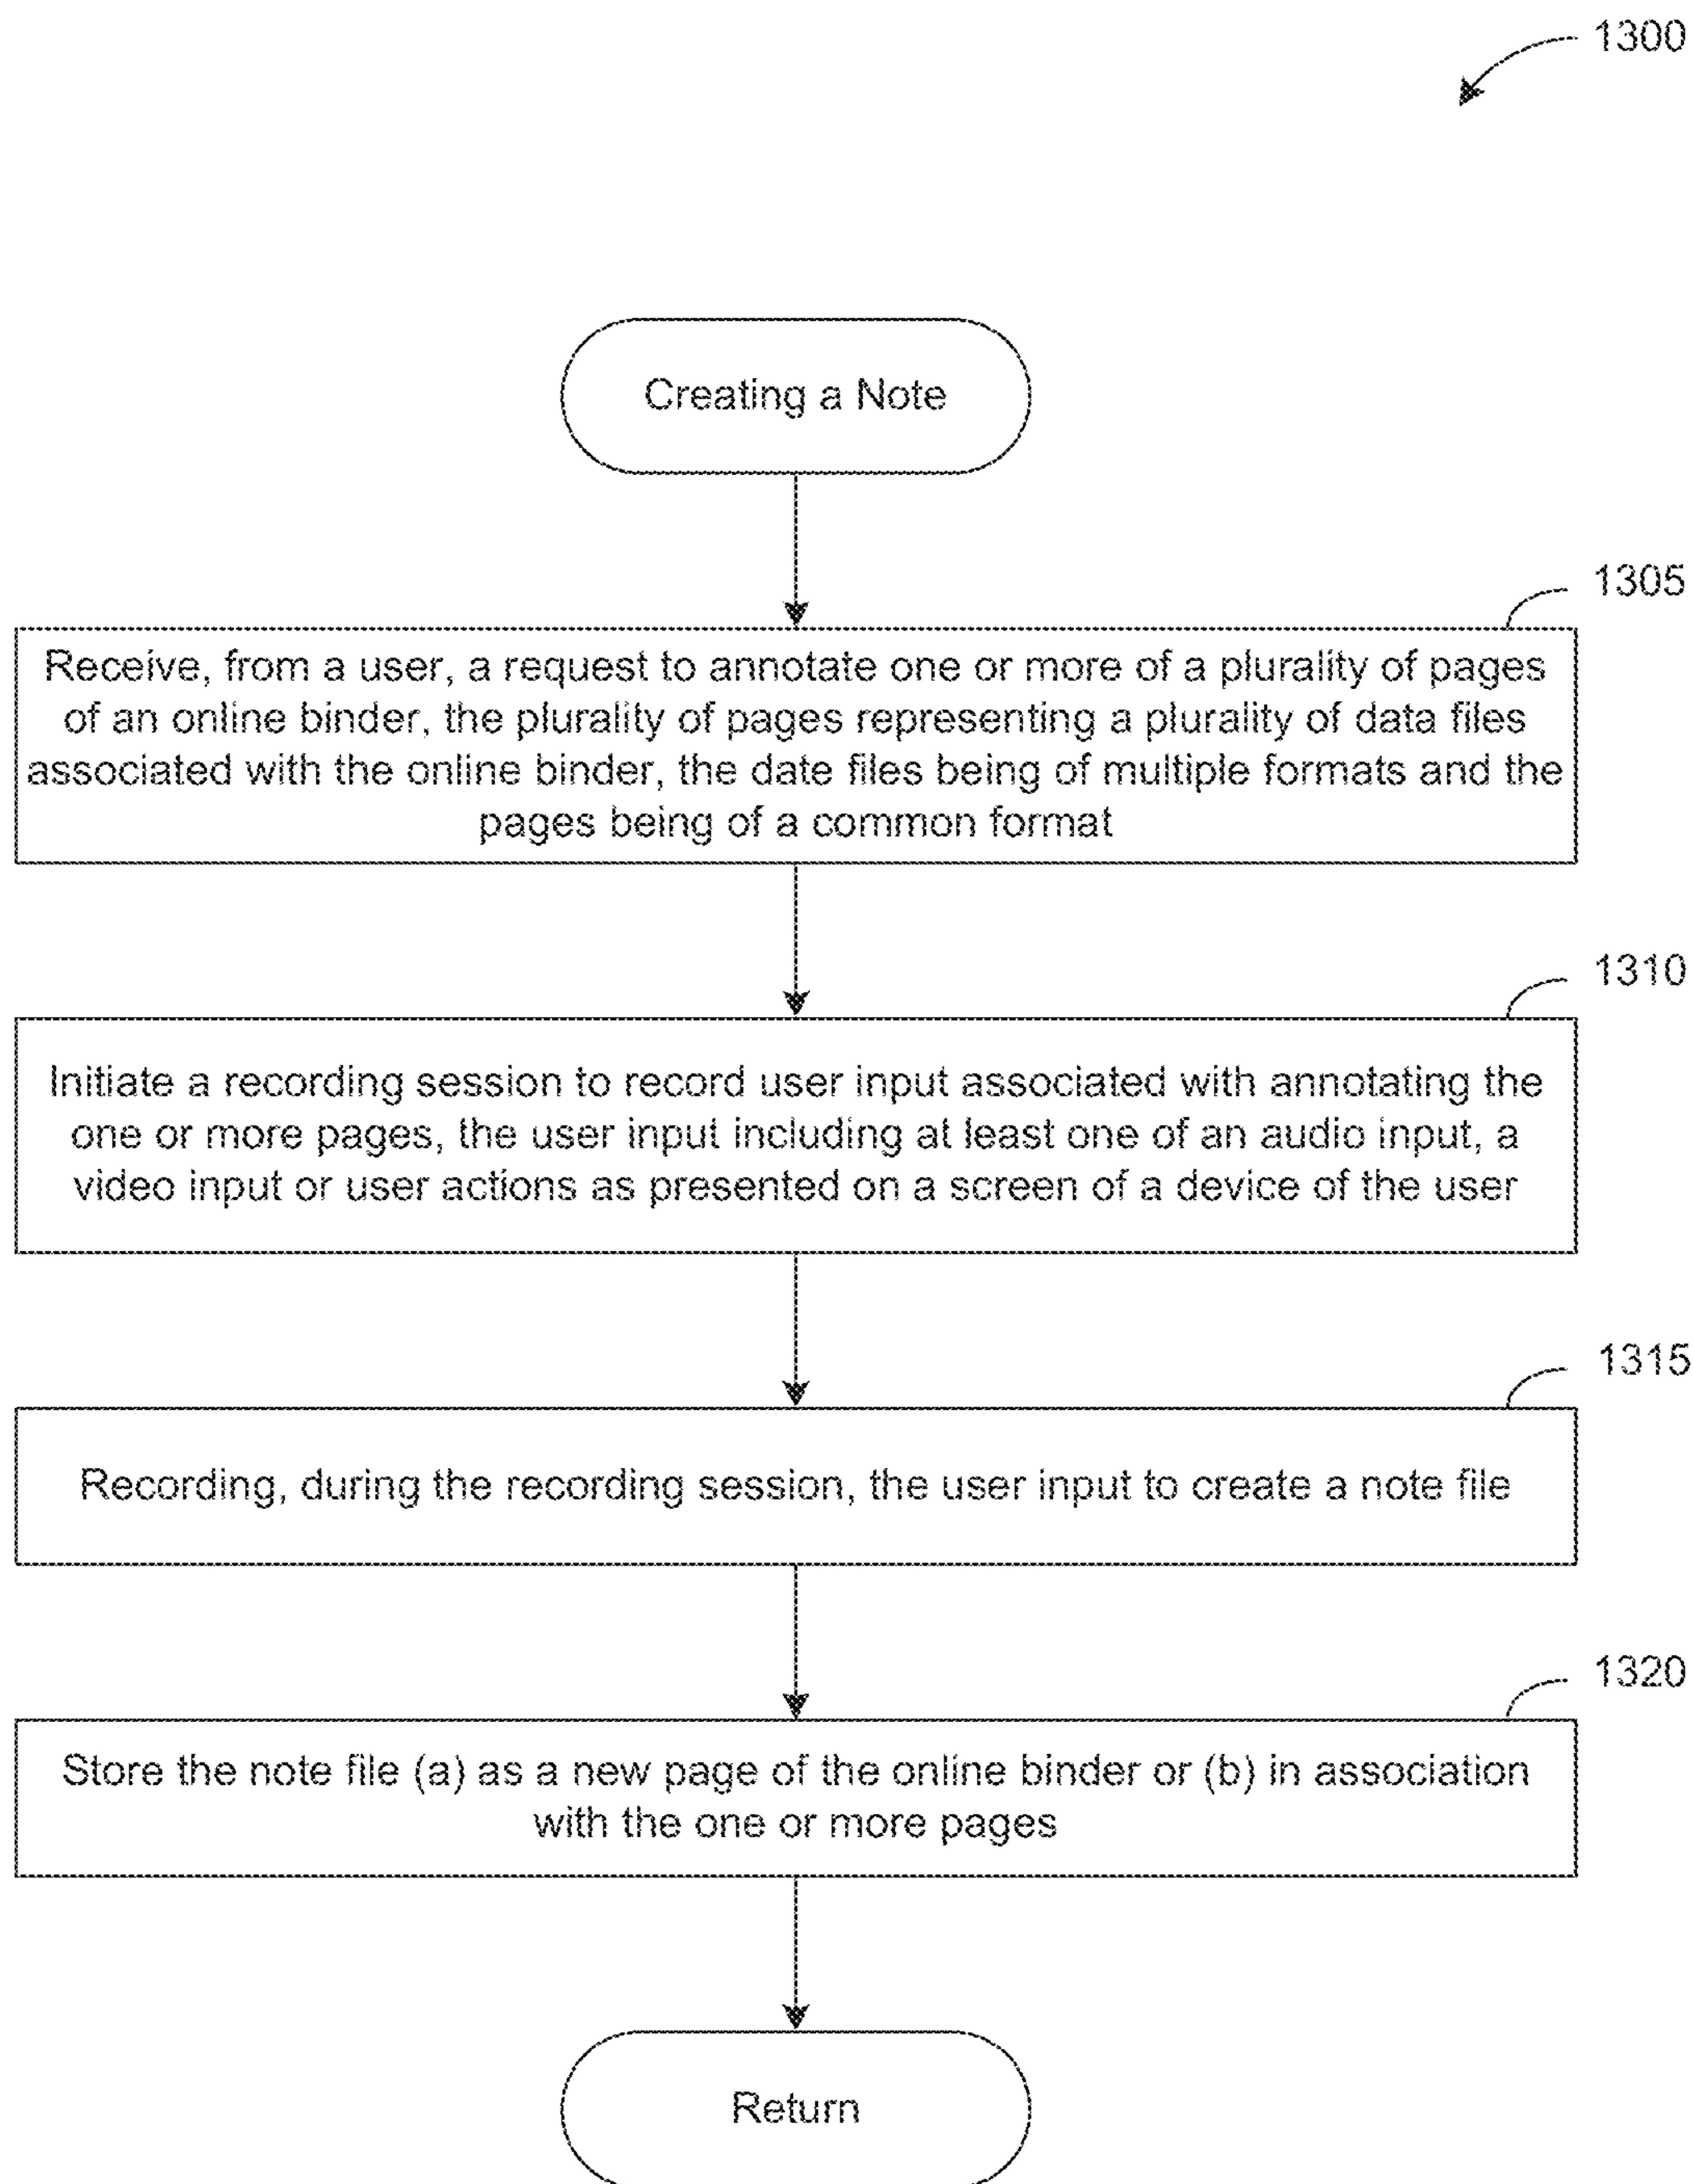 1300
Creating a Note
1305
Receive, from a user, a request to annotate one or more of a plurality of pages
of an online binder, the plurality of pages representing a plurality of data files
associated with the online binder, the date files being of multiple formats and the
pages being of a common format
1310
Initiate a recording session to record user input associated with annotating the
one or more pages, the user input including at least one of an audio input, a
video input or user actions as presented on a screen of a device of the user
1315
Recording, during the recording session, the user input to create a note file
1320
Store the note file (a) as a new page of the online binder or (b) in association
with the one or more pages
Return